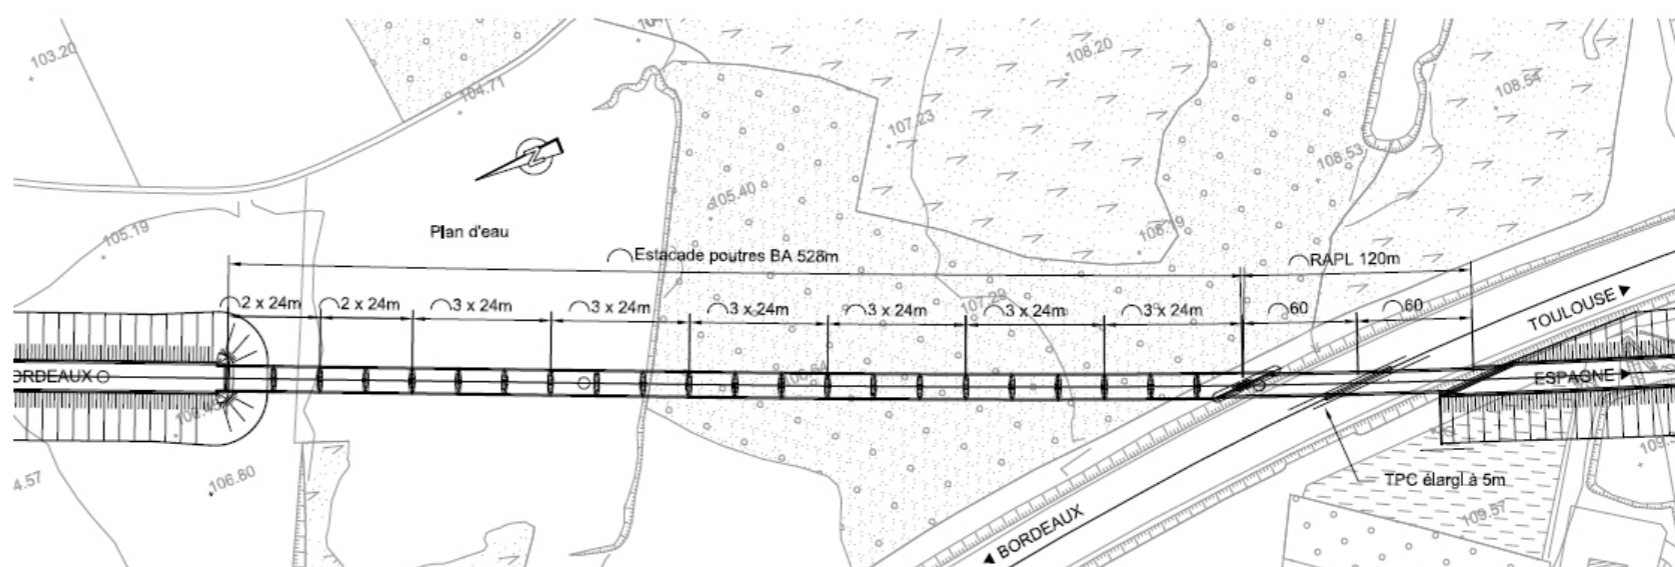 103.20
104.71
108.20
108.54
107.23
108.53
105.40
105.19
Plan d'eau
Estacade poutres BA 528m
RAPL 120m
107.29
2 x 24m
2 x 24m
3 x 24m
3 x 24m
3 x 24m
3 x 24m
3 x 24m
3 x 24m
60
60
TOULOUSE
ORDEAUX
ESPAGNE
4.57
106.80
TPC élargi à 5m
109.57
BORDEAUX